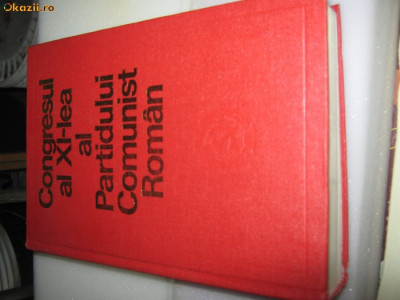 Okazii.ro
Congresul
al XI-lea
al
Partidului
Comunist
Român